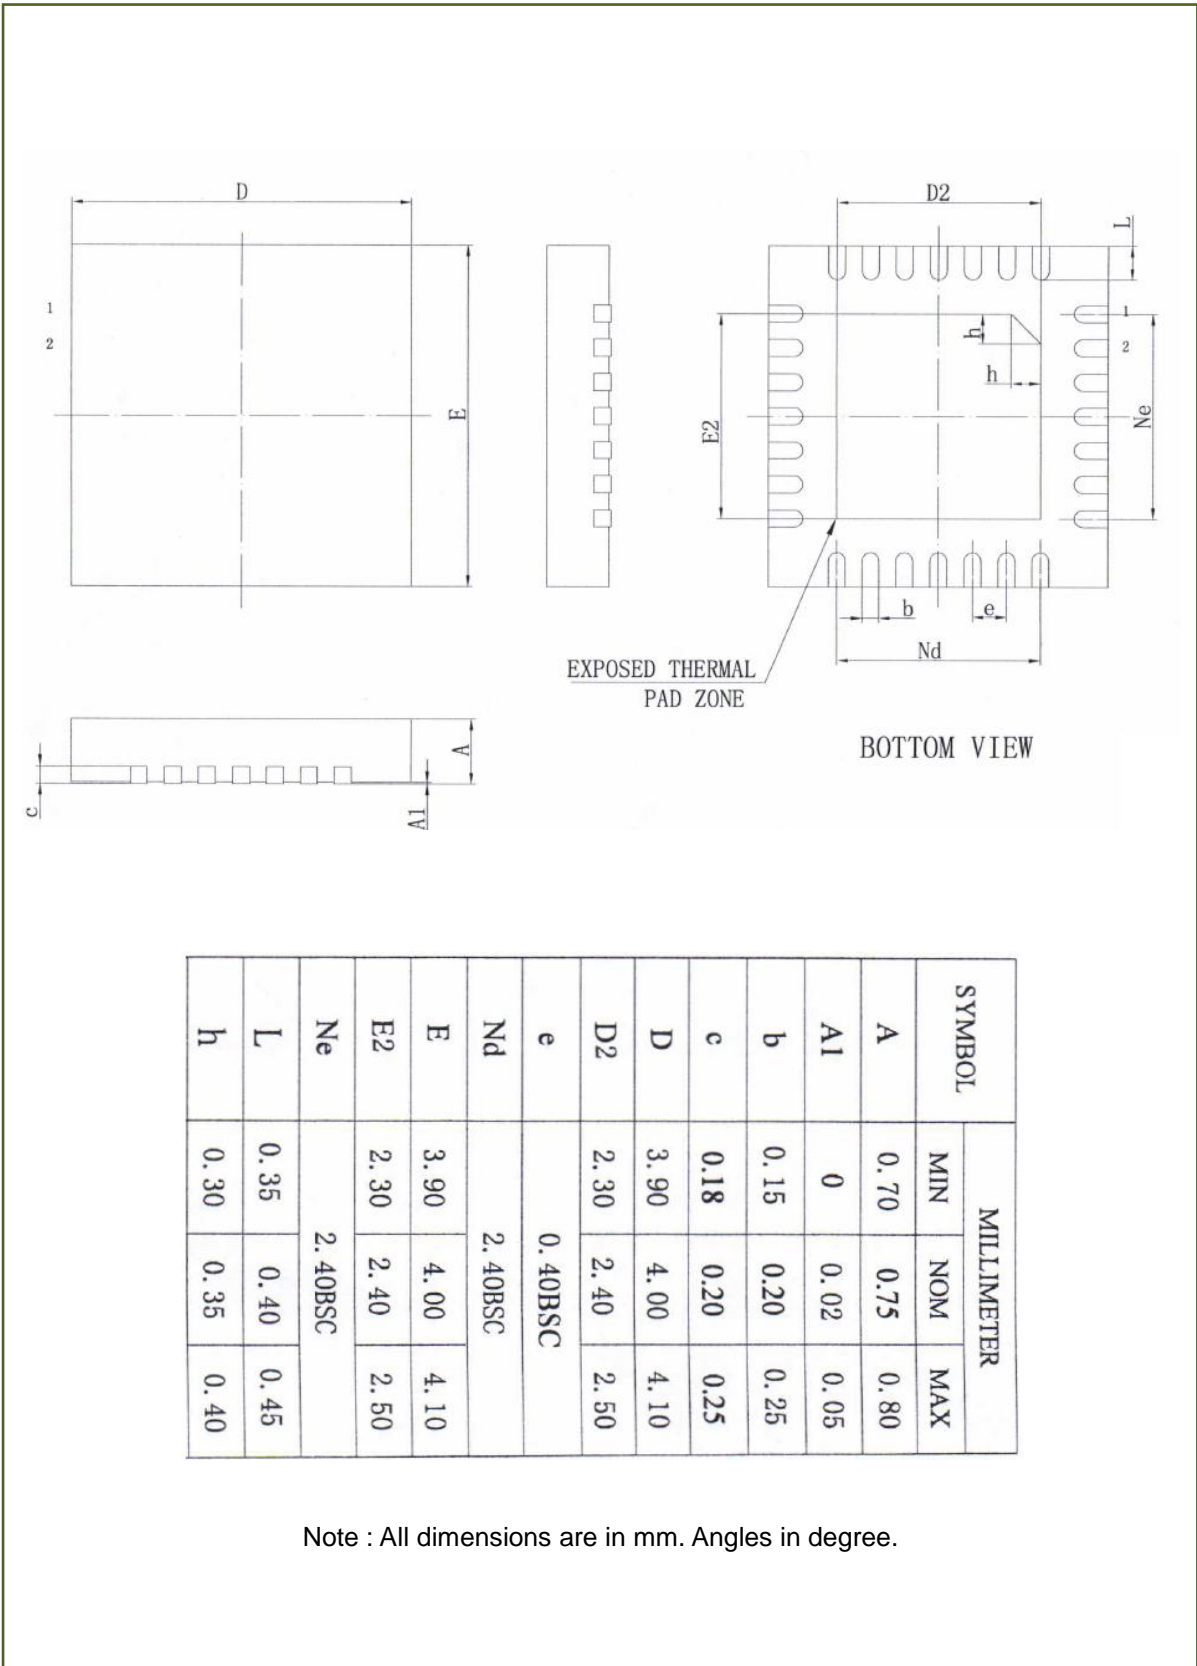 D
1
2
E
D2
L
h
h
1
2
E2
Ne
b
e
Nd
EXPOSED THERMAL
PAD ZONE
BOTTOM VIEW
A
c
A1
SYMBOL MILLIMETER
MIN NOM MAX
A 0.70 0.75 0.80
A1 0 0.02 0.05
b 0.15 0.20 0.25
c 0.18 0.20 0.25
D 3.90 4.00 4.10
D2 2.30 2.40 2.50
e 0.40BSC
Nd 2.40BSC
E 3.90 4.00 4.10
E2 2.30 2.40 2.50
Ne 2.40BSC
L 0.35 0.40 0.45
h 0.30 0.35 0.40
Note : All dimensions are in mm. Angles in degree.